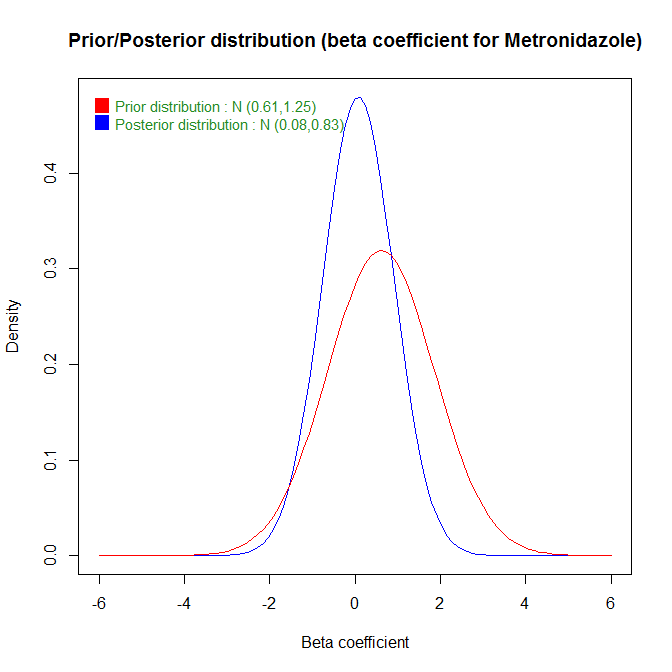 Prior/Posterior distribution (beta coefficient for Metronidazole)
Prior distribution : N (0.61,1.25)
Posterior distribution : N (0.08,0.83)
0.4
0.3
0.2
0.1
0.0
Density
-6 -4 -2 0 2 4 6
Beta coefficient